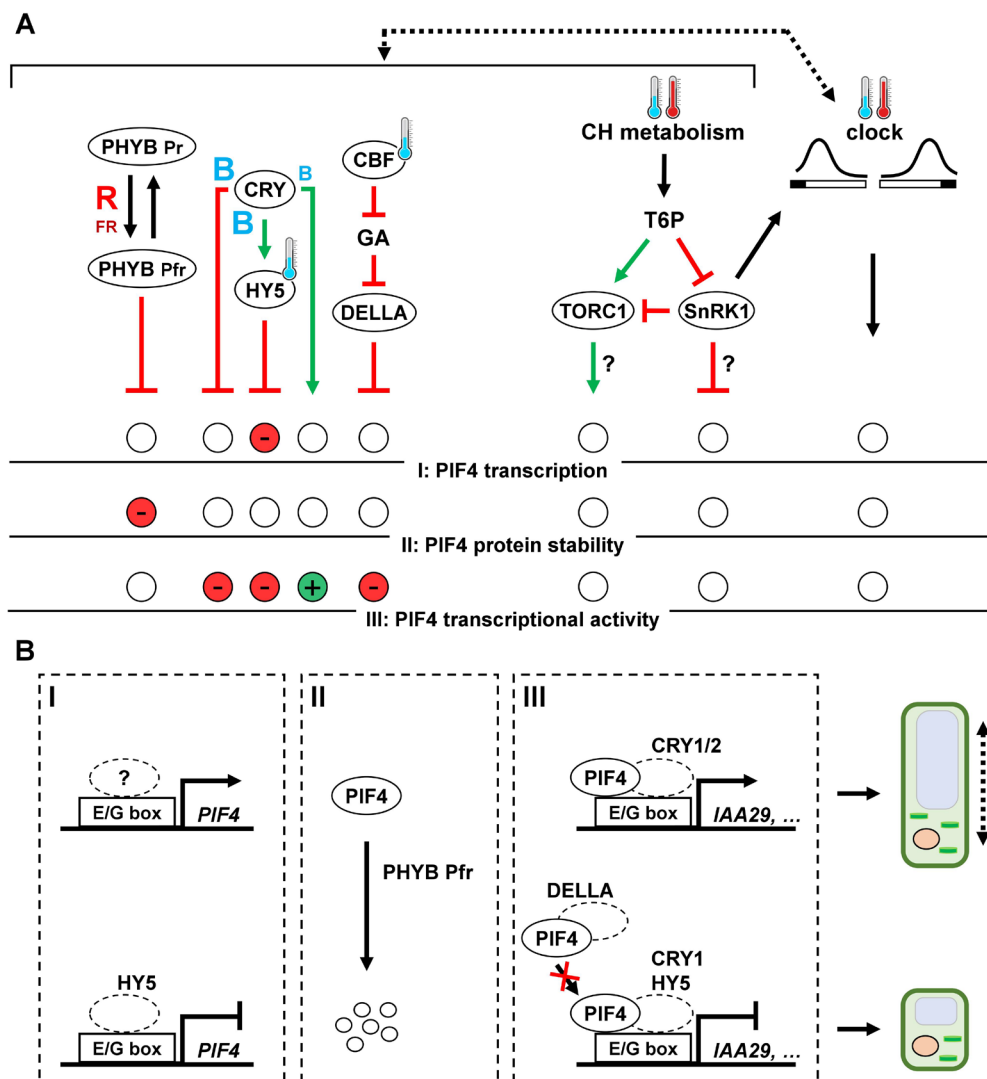 A
CH metabolism
clock
PHYB Pr
R
FR
PHYB Pfr
B
CRY
B
B
HY5
CBF
GA
DELLA
T6P
TORC1
SnRK1
?
?
-
I: PIF4 transcription
-
II: PIF4 protein stability
-
-
+
-
III: PIF4 transcriptional activity
B
I
?
E/G box
PIF4
HY5
E/G box
PIF4
II
PIF4
PHYB Pfr
III
CRY1/2
PIF4
E/G box
IAA29, ...
DELLA
PIF4
CRY1
HY5
PIF4
E/G box
IAA29, ...